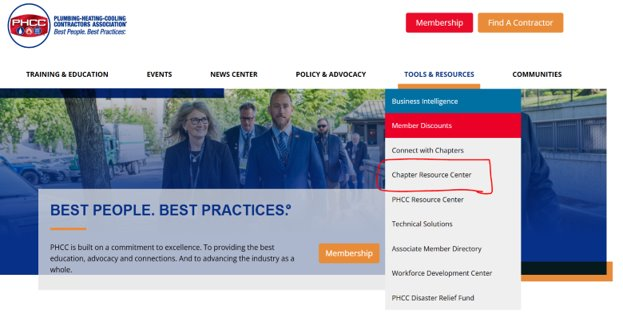 PHCC
PLUMBING-HEATING-COOLING
CONTRACTORS ASSOCIATION
Best People. Best Practices.
Membership
Find A Contractor
TRAINING & EDUCATION
EVENTS
NEWS CENTER
POLICY & ADVOCACY
TOOLS & RESOURCES
COMMUNITIES
Business Intelligence
Member Discounts
Connect with Chapters
Chapter Resource Center
PHCC Resource Center
Technical Solutions
Associate Member Directory
Workforce Development Center
PHCC Disaster Relief Fund
BEST PEOPLE. BEST PRACTICES.®
PHCC is built on a commitment to excellence. To providing the best
education, advocacy and connections. And to advancing the industry as a
whole.
Membership